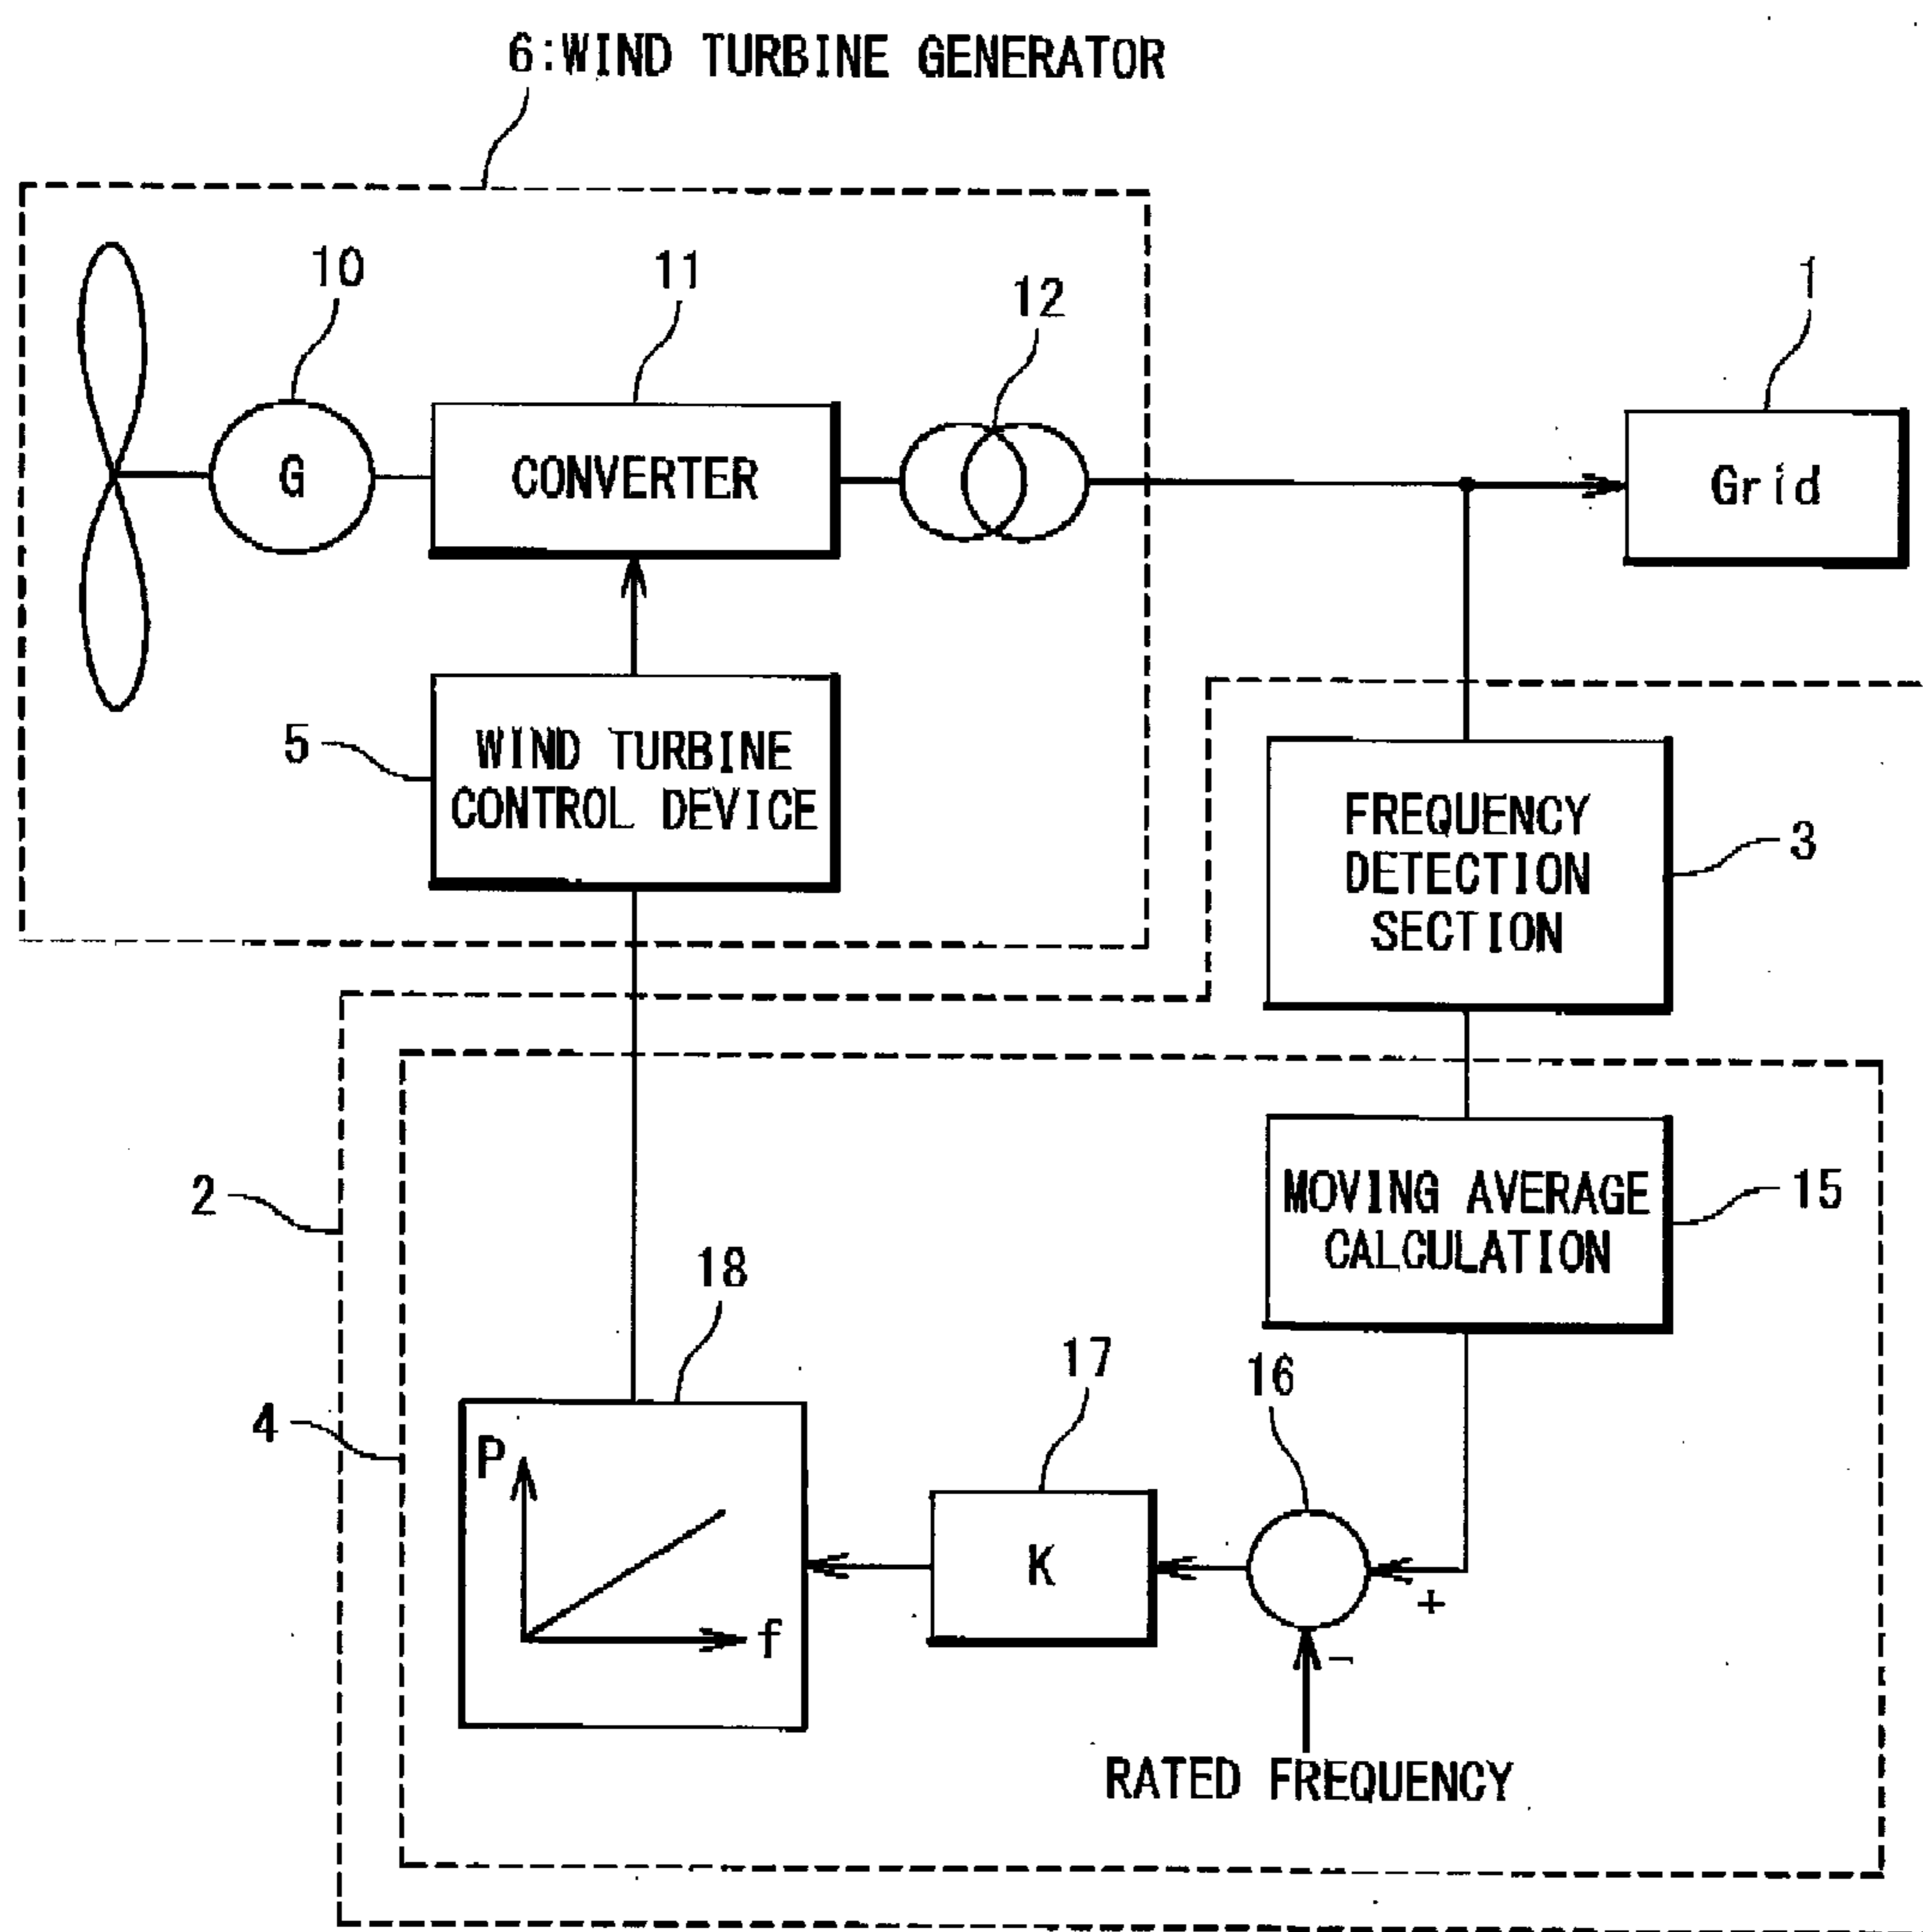 6:WIND TURBINE GENERATOR
10
11
12
1
G
CONVERTER
Grid
5
WIND TURBINE
CONTROL DEVICE
FREQUENCY
DETECTION
SECTION
3
2
MOVING AVERAGE
CALCULATION
15
18
17
16
4
P
f
K
+
-
RATED FREQUENCY